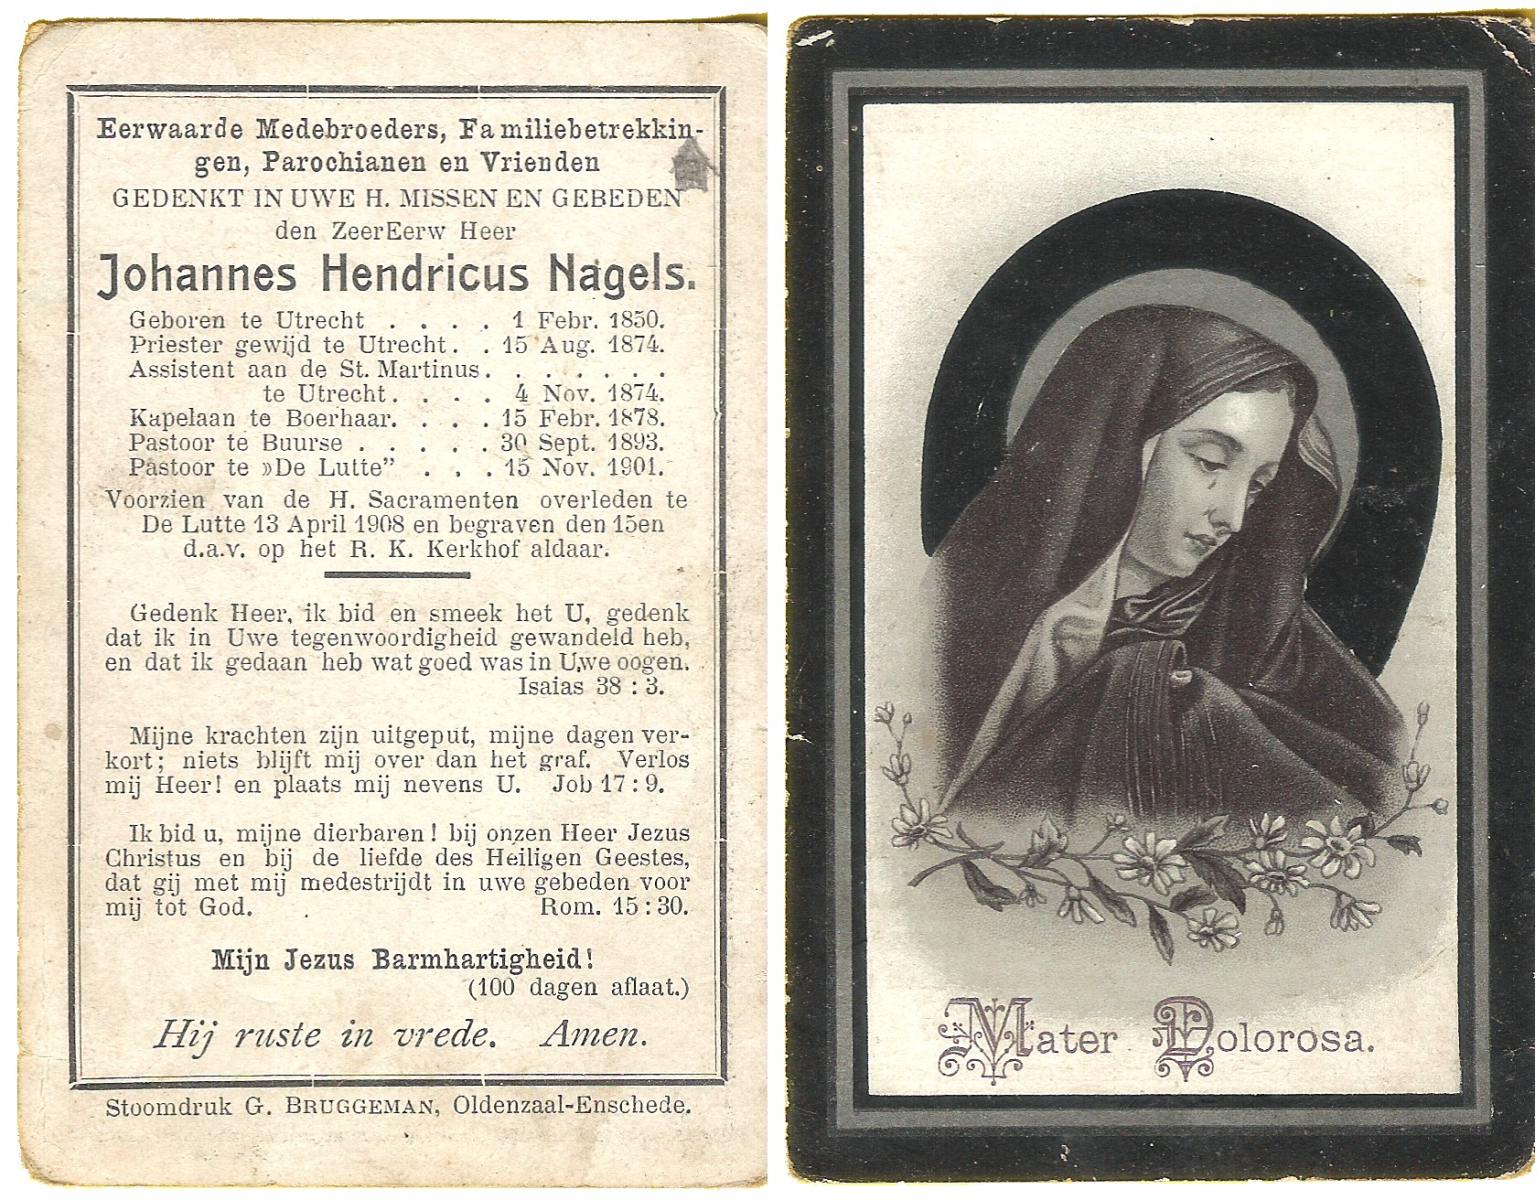 Eerwaarde Medebroeders, Familiebetrekkin-
gen, Parochianen en Vrienden
GEDENKT IN UWE H. MISSEN EN GEBEDEN
den ZeerEerw Heer
Johannes Hendricus Nagels.
Geboren te Utrecht . . . . 1 Febr. 1850.
Priester gewijd te Utrecht. . 15 Aug. 1874.
Assistent aan de St. Martinus. . . . . . .
te Utrecht. . . . 4 Nov. 1874.
Kapelaan te Boerhaar. . . . 15 Febr. 1878.
Pastoor te Buurse . . . . . 30 Sept. 1893.
Pastoor te »De Lutte” . . . 15 Nov. 1901.
Voorzien van de H. Sacramenten overleden te
De Lutte 13 April 1908 en begraven den 15en
d.a.v. op het R. K. Kerkhof aldaar.
Gedenk Heer, ik bid en smeek het U, gedenk
dat ik in Uwe tegenwoordigheid gewandeld heb,
en dat ik gedaan heb wat goed was in Uwe oogen.
Isaias 38 : 3.
Mijne krachten zijn uitgeput, mijne dagen ver-
kort; niets blijft mij over dan het graf. Verlos
mij Heer! en plaats mij nevens U. Job 17 : 9.
Ik bid u, mijne dierbaren! bij onzen Heer Jezus
Christus en bij de liefde des Heiligen Geestes,
dat gij met mij medestrijdt in uwe gebeden voor
mij tot God. Rom. 15 : 30.
Mijn Jezus Barmhartigheid!
(100 dagen aflaat.)
Hij ruste in vrede. Amen.
Stoomdruk G. BRUGGEMAN, Oldenzaal-Enschede.
Mater Dolorosa.